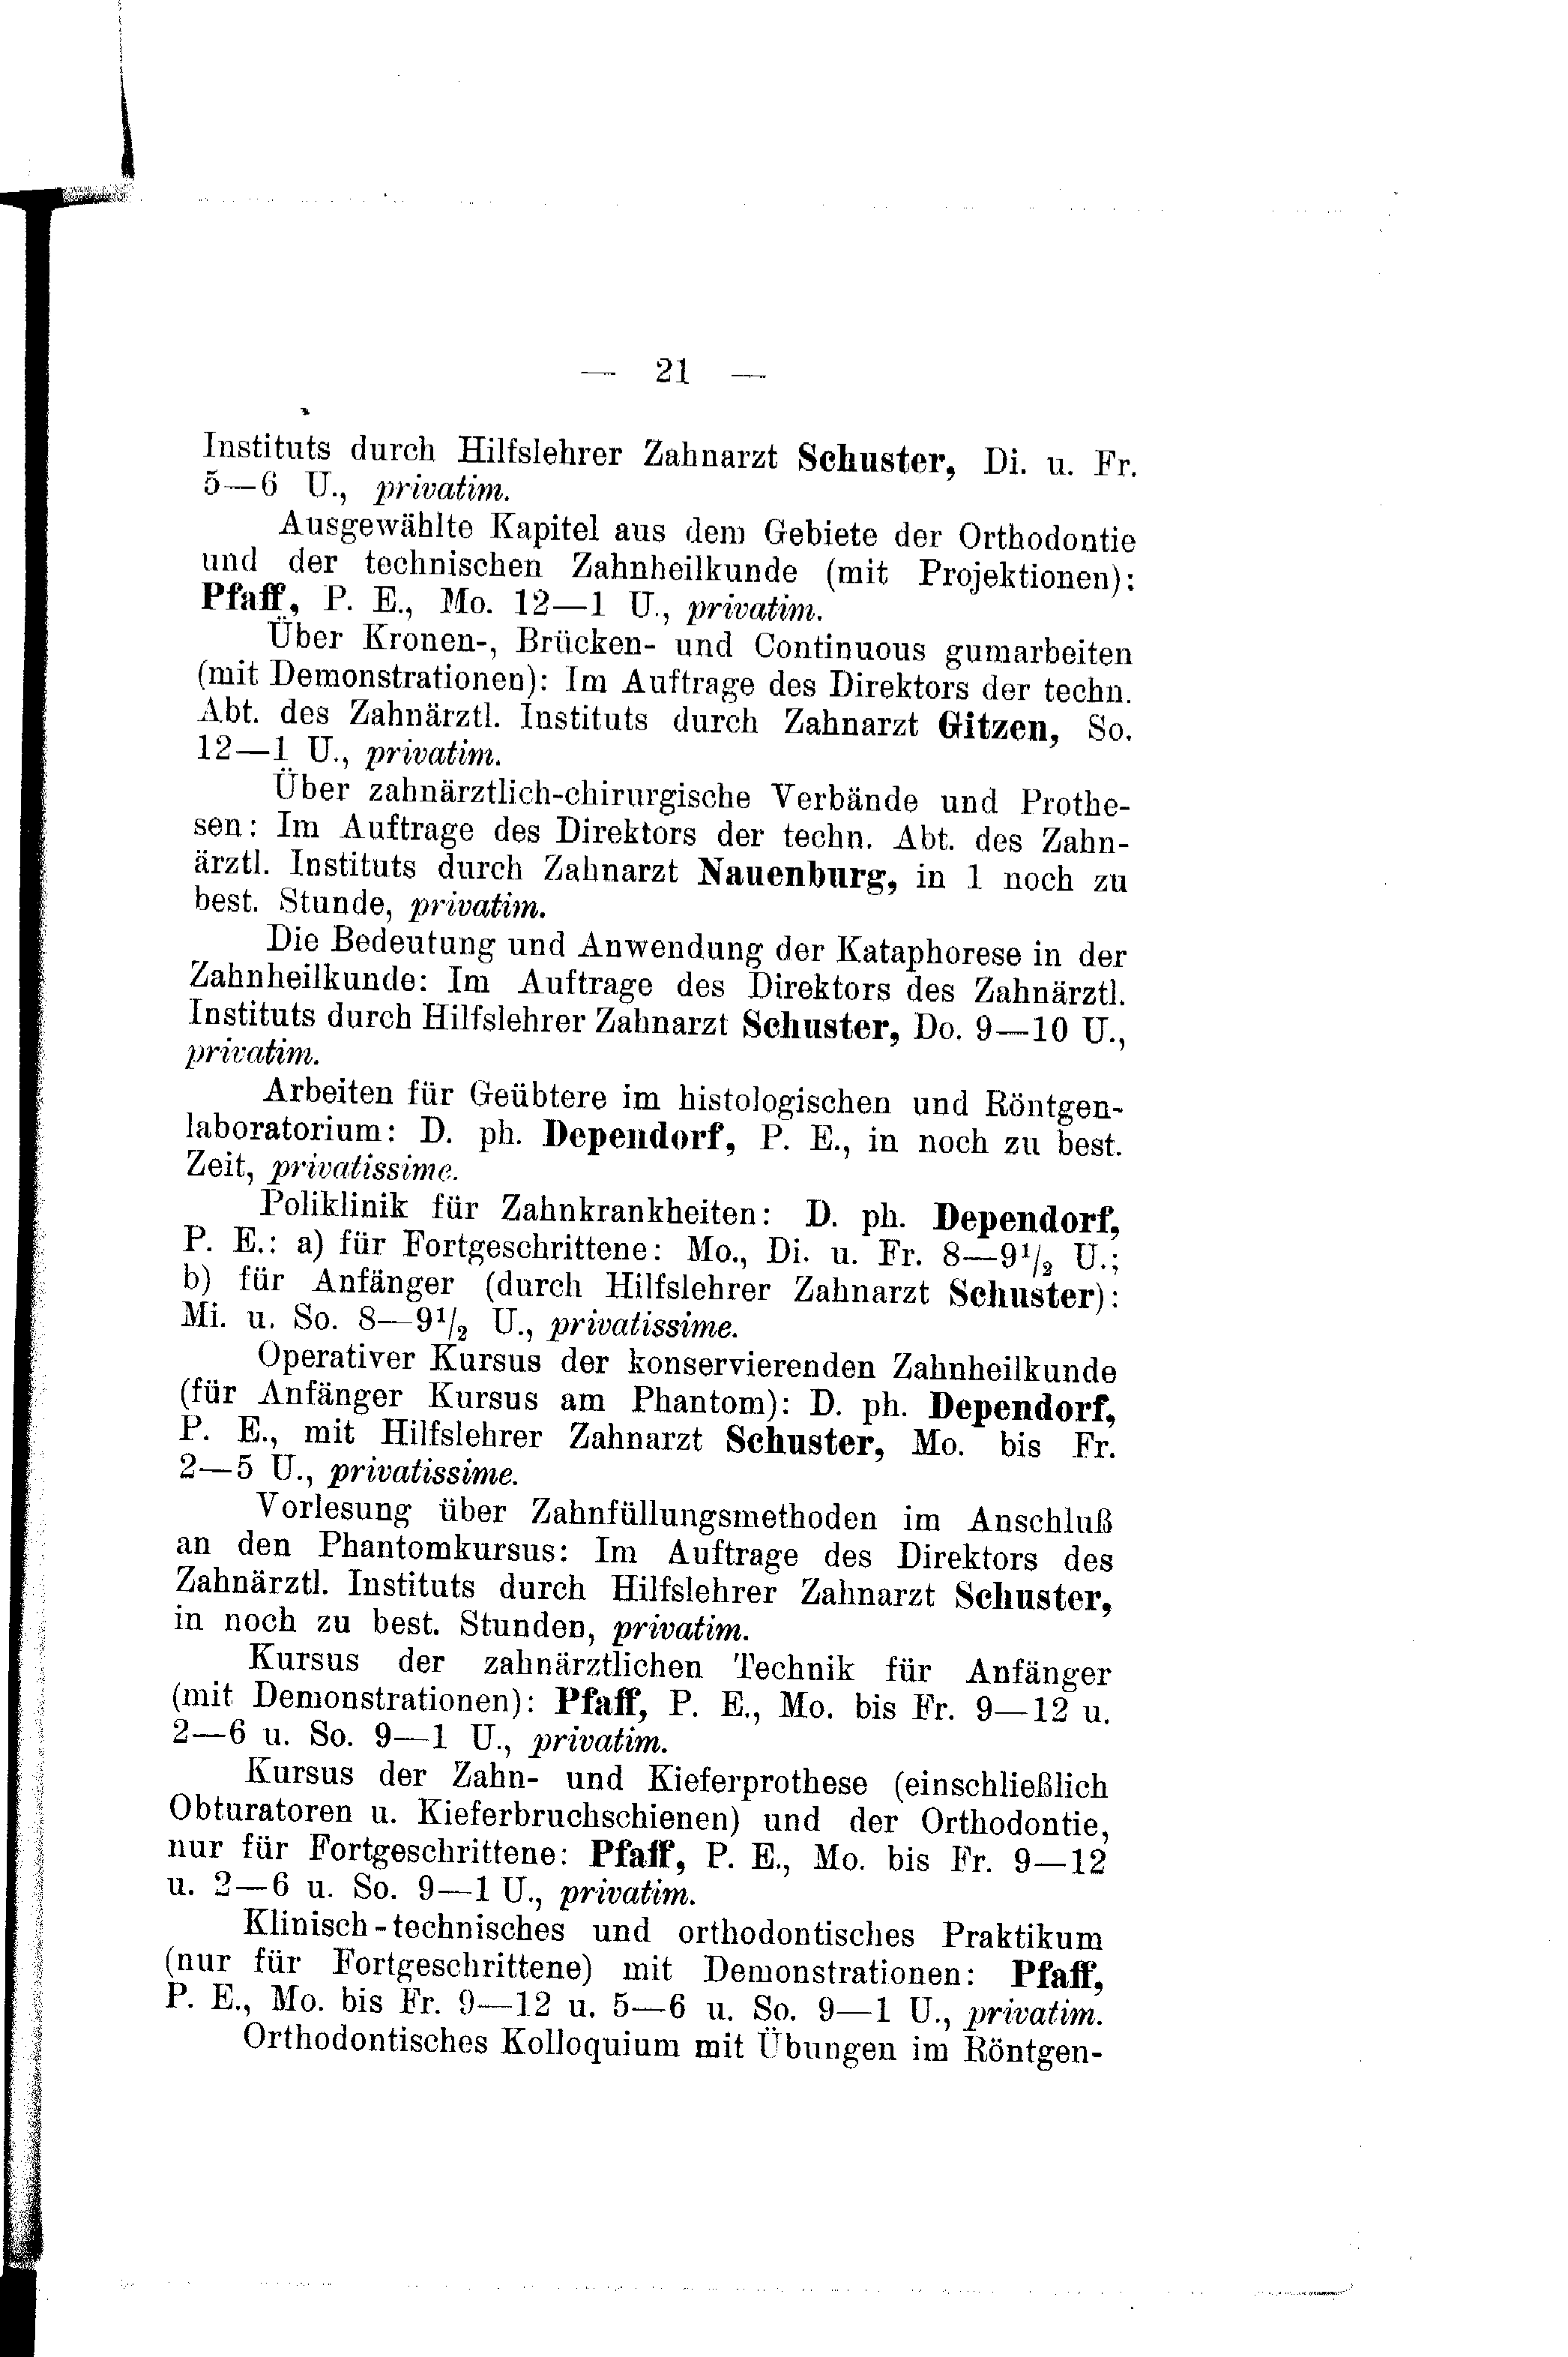 — 21 —
Instituts durch Hilfslehrer Zahnarzt Schuster, Di. u. Fr.
5—6 U., privatim.
Ausgewählte Kapitel aus dem Gebiete der Orthodontie
und der technischen Zahnheilkunde (mit Projektionen):
Pfaff, P. E., Mo. 12—1 U., privatim.
Über Kronen-, Brücken- und Continuous gumarbeiten
(mit Demonstrationen): Im Auftrage des Direktors der techn.
Abt. des Zahnärztl. Instituts durch Zahnarzt Gitzen, So.
12—1 U., privatim.
Über zahnärztlich-chirurgische Verbände und Prothe-
sen: Im Auftrage des Direktors der techn. Abt. des Zahn-
ärztl. Instituts durch Zahnarzt Nauenburg, in 1 noch zu
best. Stunde, privatim.
Die Bedeutung und Anwendung der Kataphorese in der
Zahnheilkunde: Im Auftrage des Direktors des Zahnärztl.
Instituts durch Hilfslehrer Zahnarzt Schuster, Do. 9—10 U.,
privatim.
Arbeiten für Geübtere im histologischen und Röntgen-
laboratorium: D. ph. Dependorf, P. E., in noch zu best.
Zeit, privatissime.
Poliklinik für Zahnkrankheiten: D. ph. Dependorf,
P. E.: a) für Fortgeschrittene: Mo., Di. u. Fr. 8—9¹/₂ U.;
b) für Anfänger (durch Hilfslehrer Zahnarzt Schuster):
Mi. u. So. 8—9¹/₂ U., privatissime.
Operativer Kursus der konservierenden Zahnheilkunde
(für Anfänger Kursus am Phantom): D. ph. Dependorf,
P. E., mit Hilfslehrer Zahnarzt Schuster, Mo. bis Fr.
2—5 U., privatissime.
Vorlesung über Zahnfüllungsmethoden im Anschluß
an den Phantomkursus: Im Auftrage des Direktors des
Zahnärztl. Instituts durch Hilfslehrer Zahnarzt Schuster,
in noch zu best. Stunden, privatim.
Kursus der zahnärztlichen Technik für Anfänger
(mit Demonstrationen): Pfaff, P. E., Mo. bis Fr. 9—12 u.
2—6 u. So. 9—1 U., privatim.
Kursus der Zahn- und Kieferprothese (einschließlich
Obturatoren u. Kieferbruchschienen) und der Orthodontie,
nur für Fortgeschrittene: Pfaff, P. E., Mo. bis Fr. 9—12
u. 2—6 u. So. 9—1 U., privatim.
Klinisch-technisches und orthodontisches Praktikum
(nur für Fortgeschrittene) mit Demonstrationen: Pfaff,
P. E., Mo. bis Fr. 9—12 u. 5—6 u. So. 9—1 U., privatim.
Orthodontisches Kolloquium mit Übungen im Röntgen-